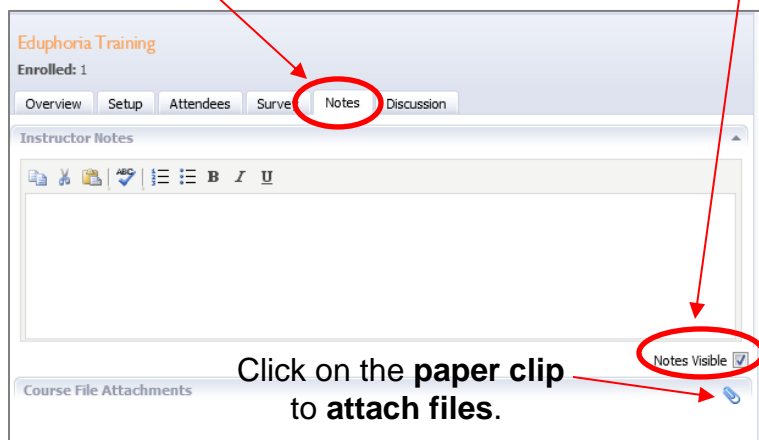 Eduphoria Training
Enrolled: 1
Overview Setup Attendees Survey Notes Discussion
Instructor Notes
ABC B I U
Notes Visible
Click on the paper clip
to attach files.
Course File Attachments